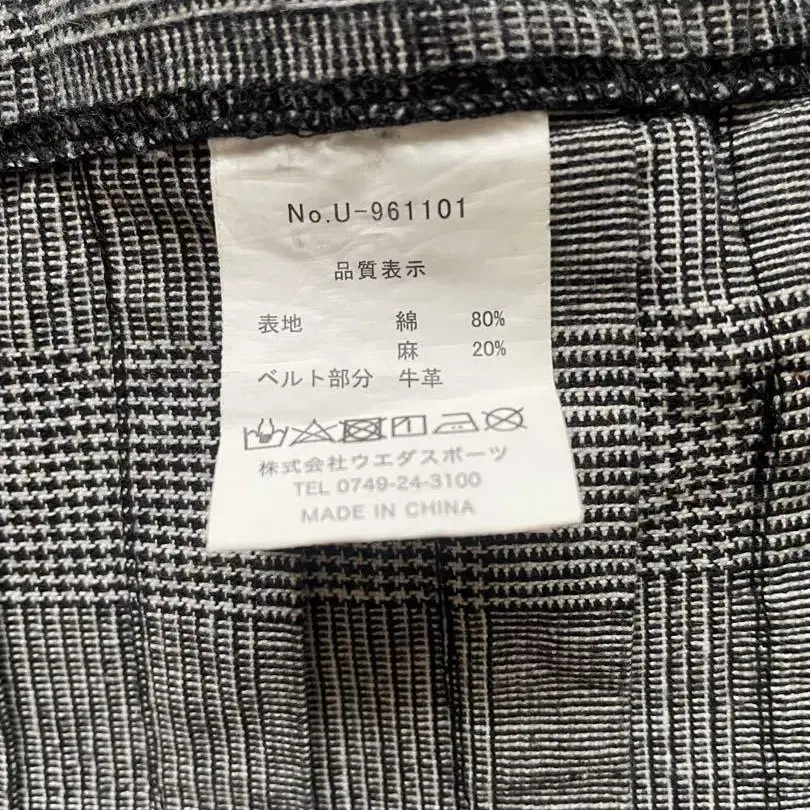 No.U-961101
品質表示
表地 綿 80%
麻 20%
ベルト部分 牛革
株式会社ウエダスポーツ
TEL 0749-24-3100
MADE IN CHINA